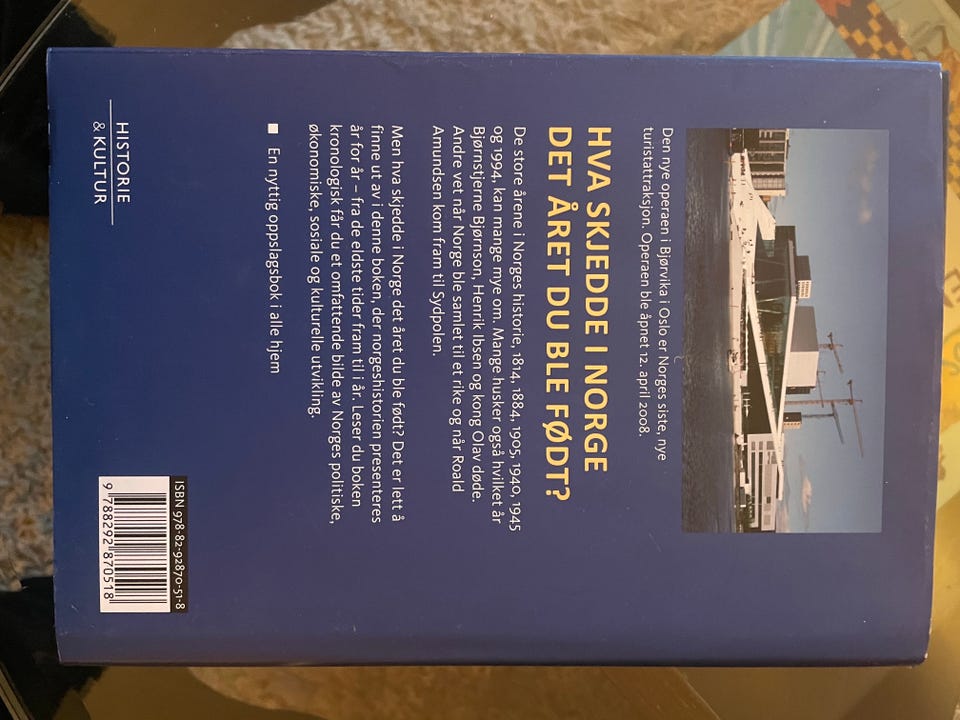 Den nye operaen i Bjørvika i Oslo er Norges siste, nye
turistattraksjon. Operaen ble åpnet 12. april 2008.
HVA SKJEDDE I NORGE
DET ÅRET DU BLE FØDT?
De store årene i Norges historie, 1814, 1884, 1905, 1940, 1945
og 1994, kan mange mye om. Mange husker også hvilket år
Bjørnstjerne Bjørnson, Henrik Ibsen og kong Olav døde.
Andre vet når Norge ble samlet til et rike og når Roald
Amundsen kom fram til Sydpolen.
Men hva skjedde i Norge det året du ble født? Det er lett å
finne ut av i denne boken, der norgeshistorien presenteres
år for år – fra de eldste tider fram til i år. Leser du boken
kronologisk får du et omfattende bilde av Norges politiske,
økonomiske, sosiale og kulturelle utvikling.
■ En nyttig oppslagsbok i alle hjem
HISTORIE
& KULTUR
ISBN 978-82-92870-51-8
9 788292 870518